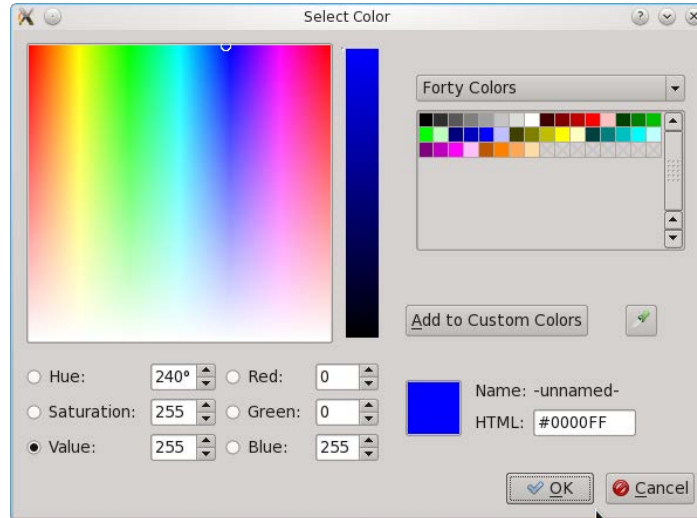 Select Color
Forty Colors
Add to Custom Colors
Hue: 240°
Red: 0
Saturation: 255
Green: 0
Value: 255
Blue: 255
Name: -unnamed-
HTML: #0000FF
OK
Cancel